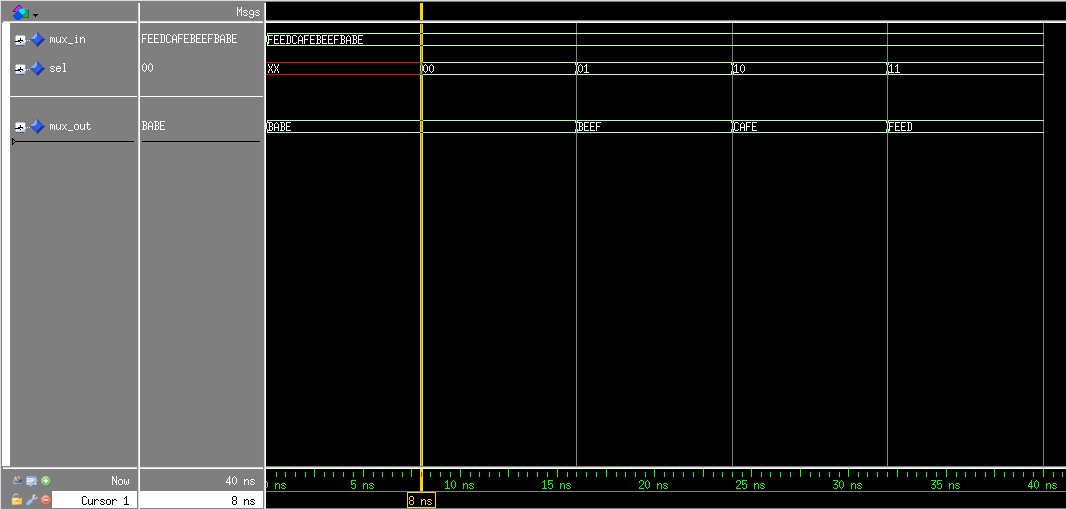 Msgs
mux_in FEEDCAFEBEEFBABE FEEDCAFEBEEFBABE
sel 00 XX 00 01 10 11
mux_out BABE BABE BEEF CAFE FEED
Now 40 ns ns 5 ns 10 ns 15 ns 20 ns 25 ns 30 ns 35 ns 40 ns
Cursor 1 8 ns 8 ns